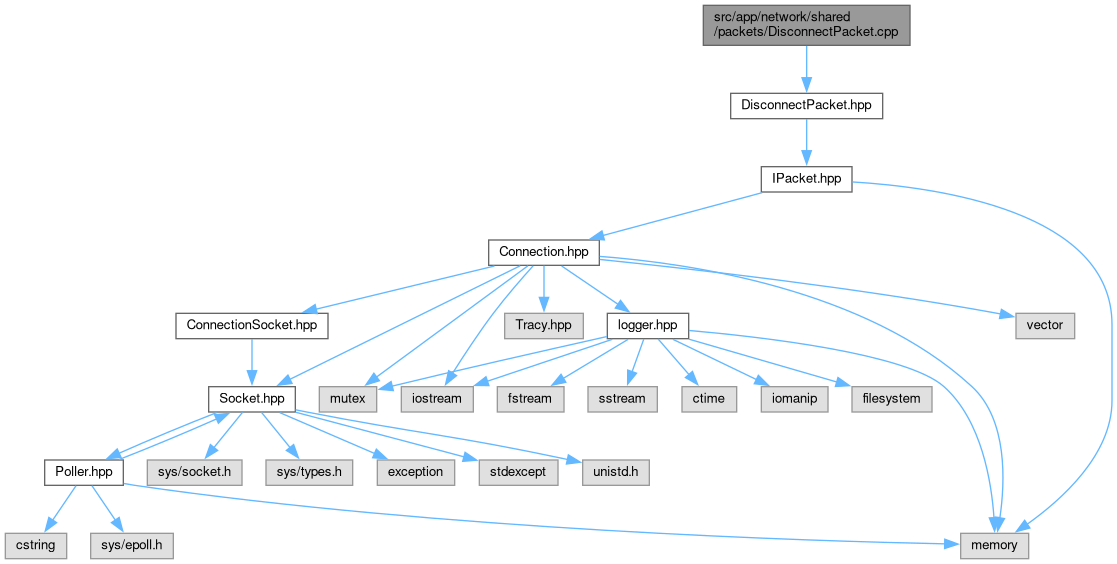 src/app/network/shared
/packets/DisconnectPacket.cpp
DisconnectPacket.hpp
IPacket.hpp
Connection.hpp
ConnectionSocket.hpp
Tracy.hpp
logger.hpp
vector
Socket.hpp
mutex
iostream
fstream
sstream
ctime
iomanip
filesystem
Poller.hpp
sys/socket.h
sys/types.h
exception
stdexcept
unistd.h
cstring
sys/epoll.h
memory